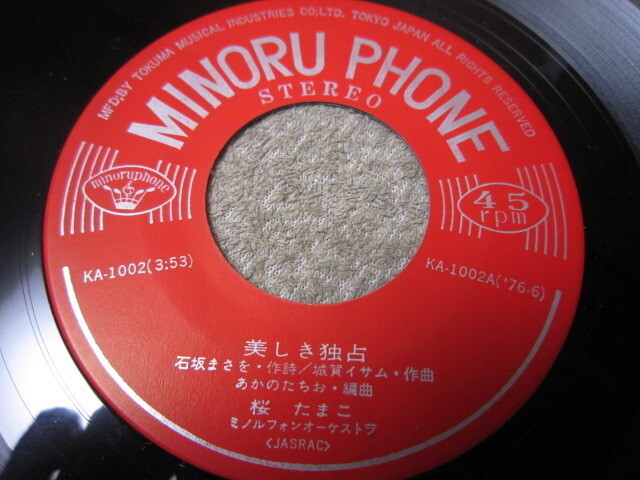 MFD;BY TOKUMA MUSICAL INDUSTRIES CO;LTD. TOKYO JAPAN ALL RIGHTS RESERVED
MINORU PHONE
STEREO
minoruphone
45
rpm
KA-1002(3:53)
KA-1002A('76-6)
美しき独占
石坂まさを・作詩/城賀イサム・作曲
あかのたちお・編曲
桜 たまこ
ミノルフォンオーケストラ
<JASRAC>